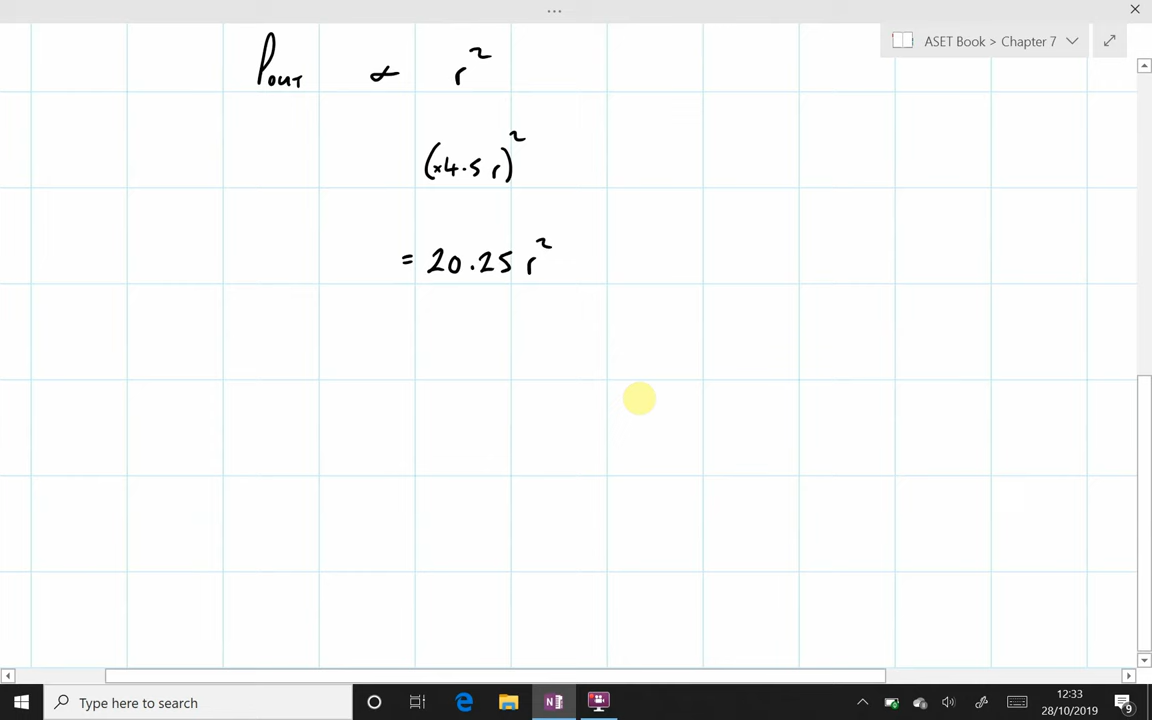 ...
ASET Book > Chapter 7
P_OUT ∝ r²
(×4.5 r)²
= 20.25 r²
Type here to search
N
12:33
28/10/2019
9